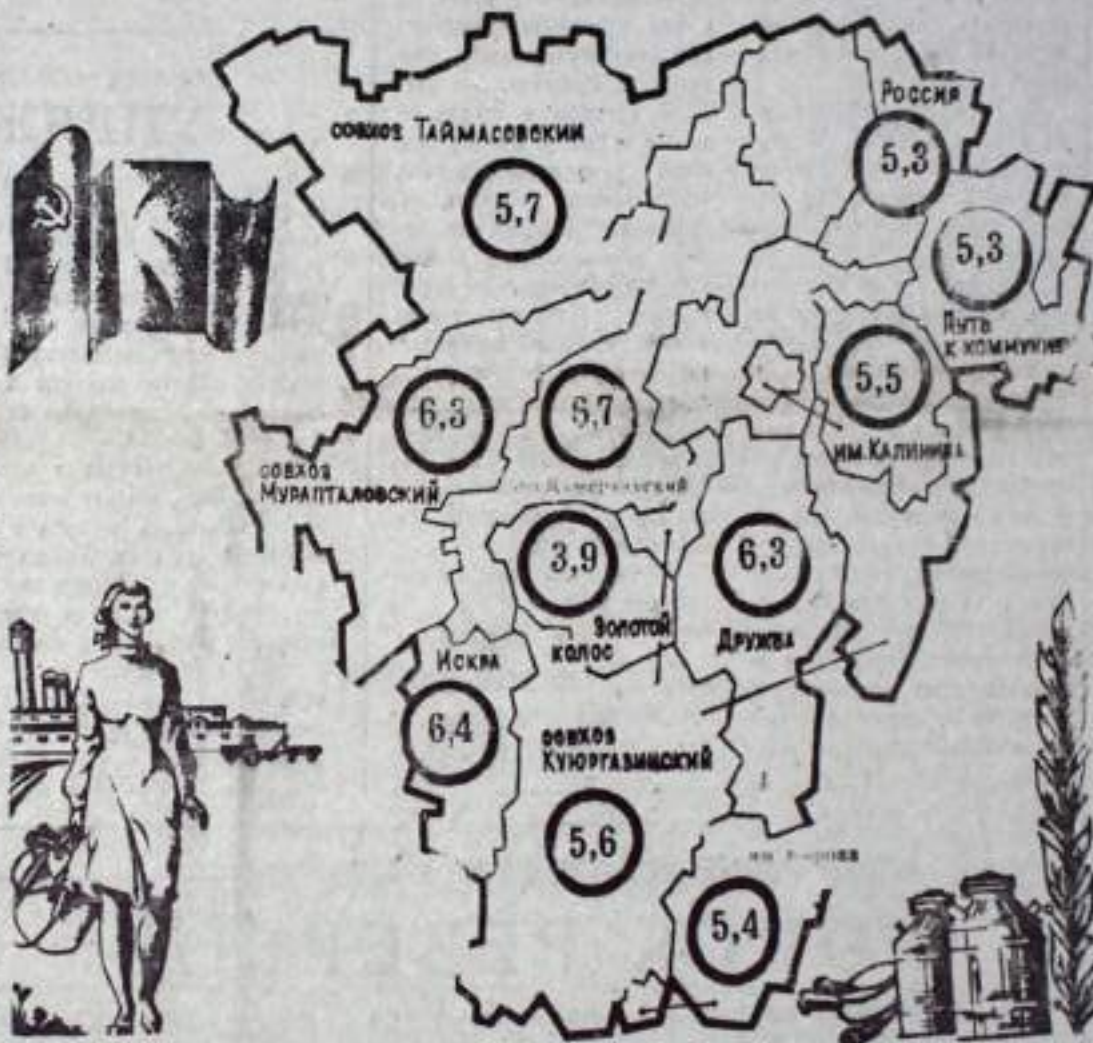 Россия
совхоз Таймасовский
5,3
5,7
5,3
Путь
5,5
6,3
6,7
им. Калинина
совхоз
Мурапталовский
3,9
6,3
Золотой
колос
Дружба
Искра
6,4
совхоз
Куюргазинский
5,6
им.
5,4